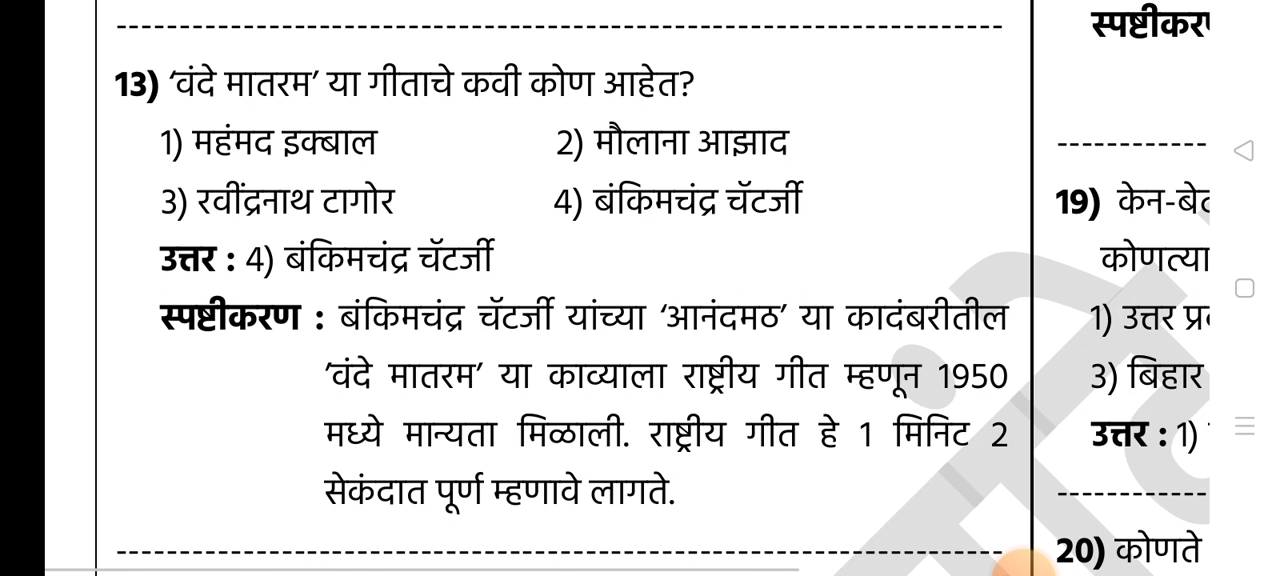 13) ‘वंदे मातरम’ या गीताचे कवी कोण आहेत?
1) महंमद इक्बाल 2) मौलाना आझाद
3) रवींद्रनाथ टागोर 4) बंकिमचंद्र चॅटर्जी
उत्तर : 4) बंकिमचंद्र चॅटर्जी
स्पष्टीकरण : बंकिमचंद्र चॅटर्जी यांच्या ‘आनंदमठ’ या कादंबरीतील
’वंदे मातरम’ या काव्याला राष्ट्रीय गीत म्हणून 1950
मध्ये मान्यता मिळाली. राष्ट्रीय गीत हे 1 मिनिट 2
सेकंदात पूर्ण म्हणावे लागते.
19)
कोणत्या
1) उत्तर
3) बिहार
उत्तर : 1)
20) कोणते